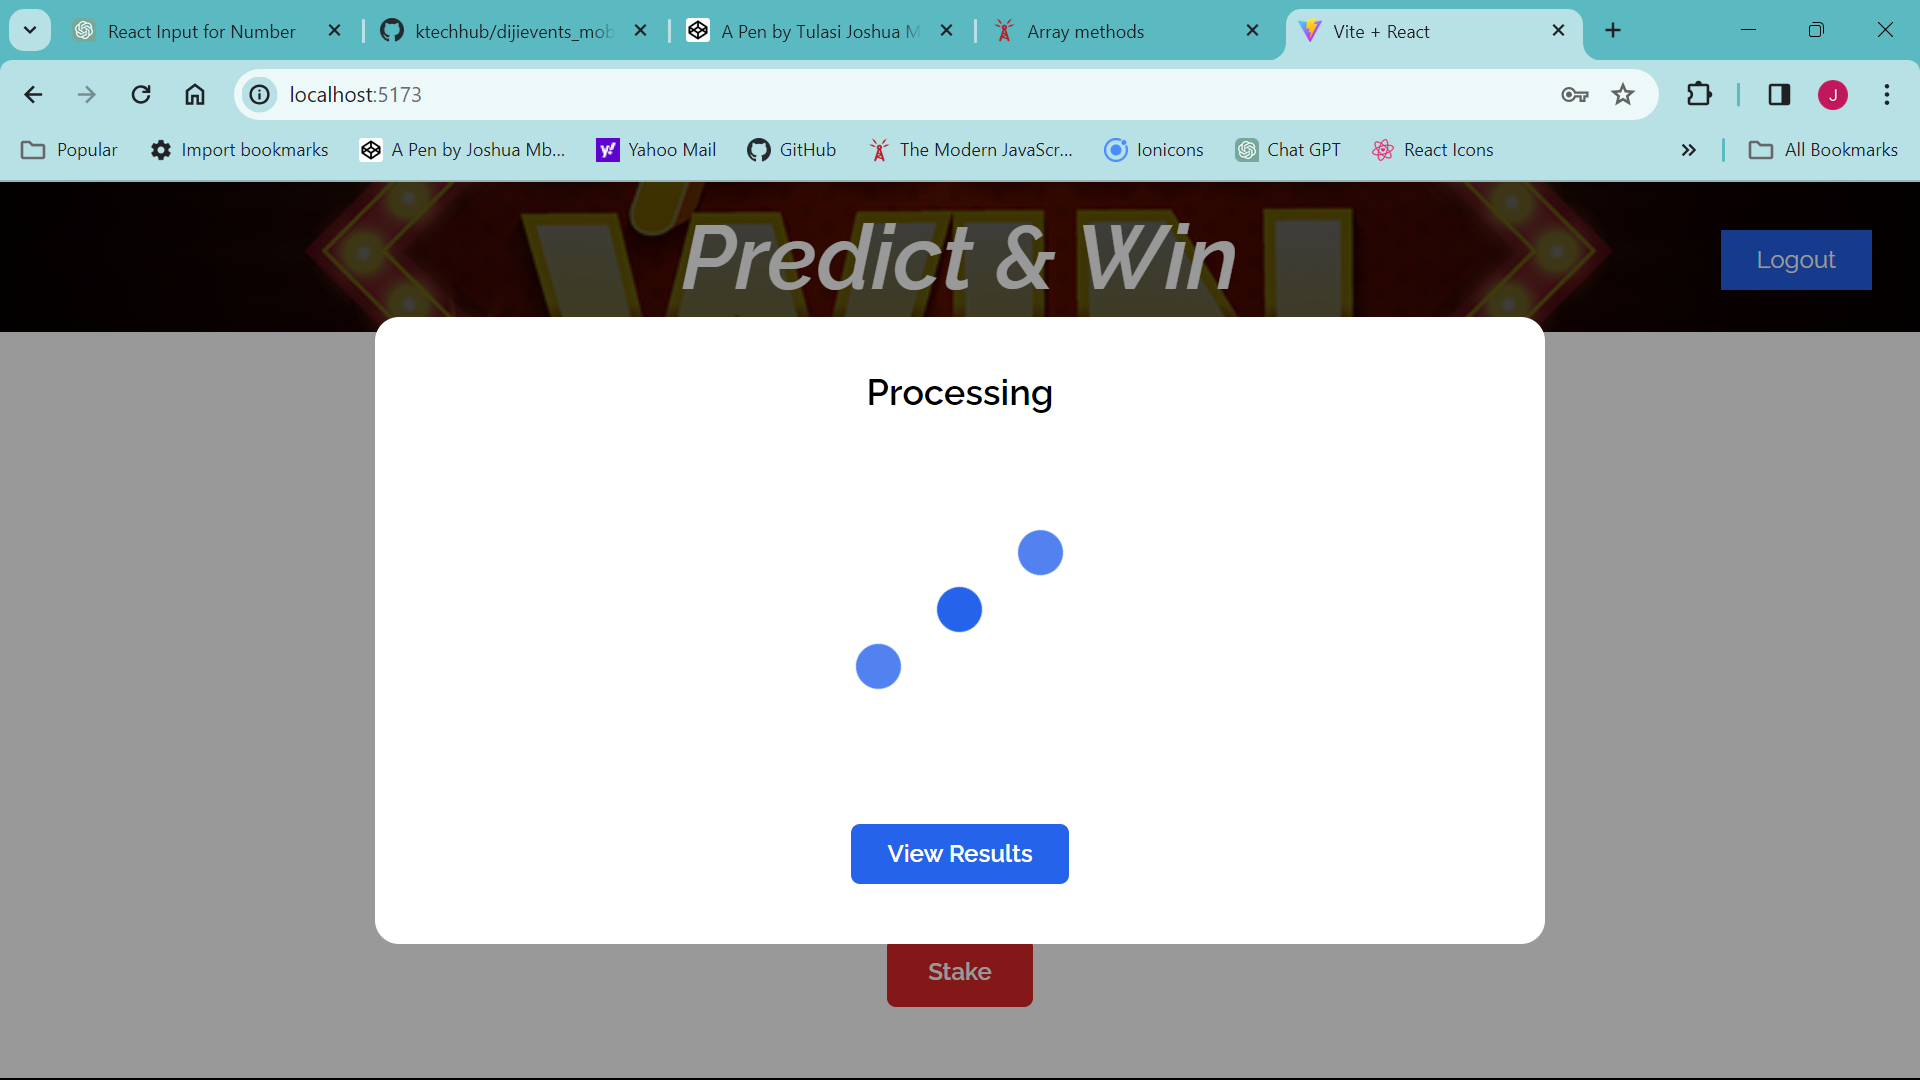 React Input for Number
ktechhub/dijievents_mob
A Pen by Tulasi Joshua M
Array methods
Vite + React
localhost:5173
J
Popular
Import bookmarks
A Pen by Joshua Mb...
y!
Yahoo Mail
GitHub
The Modern JavaScr...
Ionicons
Chat GPT
React Icons
All Bookmarks
WIN
Predict & Win
Logout
Processing
View Results
Stake